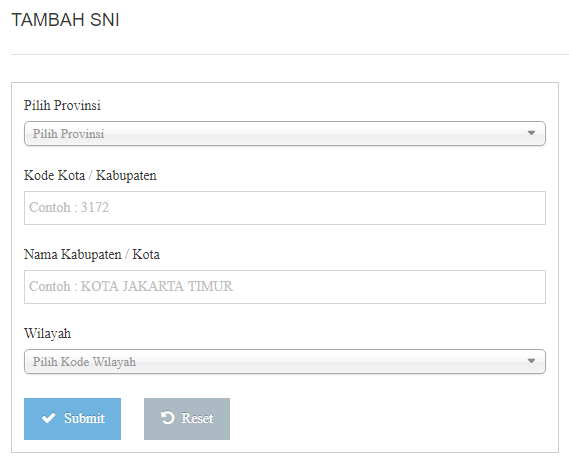 TAMBAH SNI
Pilih Provinsi
Pilih Provinsi
Kode Kota / Kabupaten
Contoh : 3172
Nama Kabupaten / Kota
Contoh : KOTA JAKARTA TIMUR
Wilayah
Pilih Kode Wilayah
Submit Reset